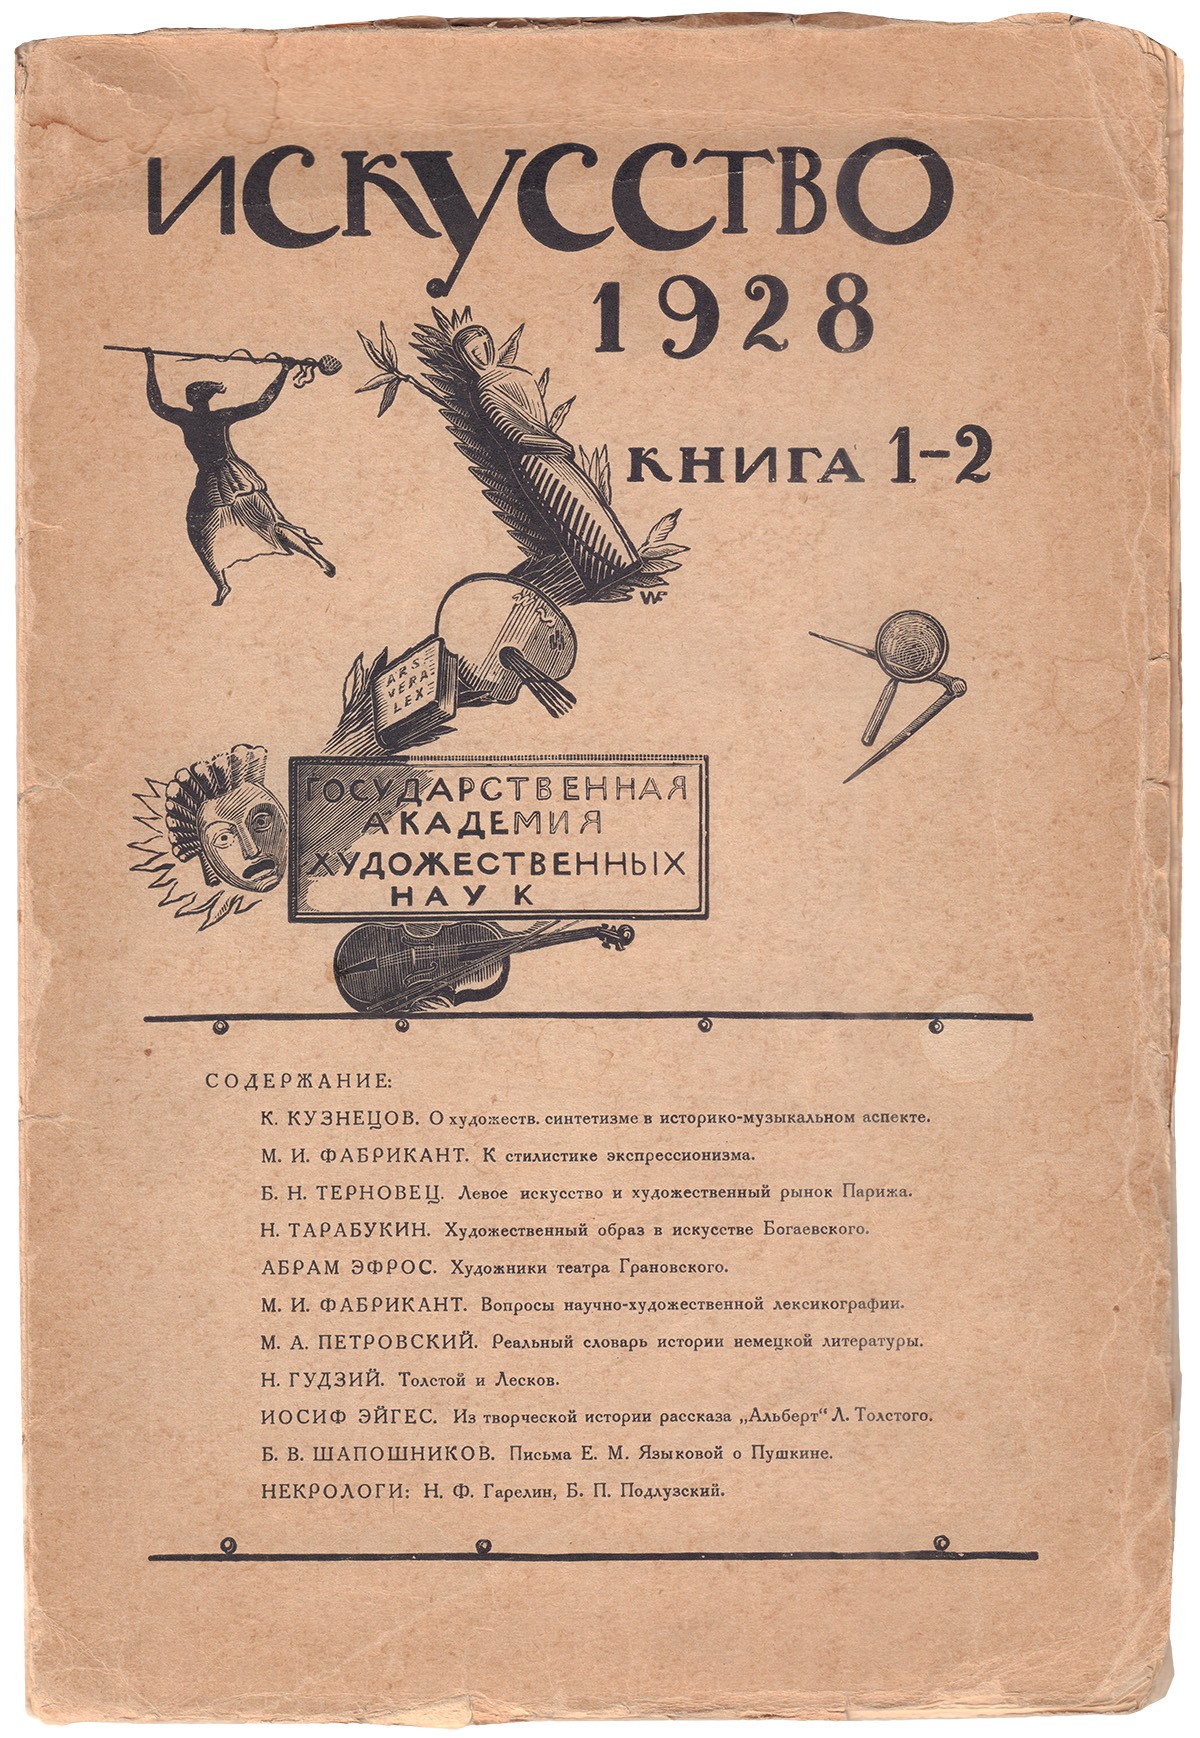 ИСКУССТВО
1928
КНИГА 1-2
WF
ARS
VERA
LEX
ГОСУДАРСТВЕННАЯ
АКАДЕМИЯ
ХУДОЖЕСТВЕННЫХ
НАУК
СОДЕРЖАНИЕ:
К. КУЗНЕЦОВ. О художеств. синтетизме в историко-музыкальном аспекте.
М. И. ФАБРИКАНТ. К стилистике экспрессионизма.
Б. Н. ТЕРНОВЕЦ. Левое искусство и художественный рынок Парижа.
Н. ТАРАБУКИН. Художественный образ в искусстве Богаевского.
АБРАМ ЭФРОС. Художники театра Грановского.
М. И. ФАБРИКАНТ. Вопросы научно-художественной лексикографии.
М. А. ПЕТРОВСКИЙ. Реальный словарь истории немецкой литературы.
Н. ГУДЗИЙ. Толстой и Лесков.
ИОСИФ ЭЙГЕС. Из творческой истории рассказа „Альберт“ Л. Толстого.
Б. В. ШАПОШНИКОВ. Письма Е. М. Языковой о Пушкине.
НЕКРОЛОГИ: Н. Ф. Гарелин, Б. П. Подлузский.